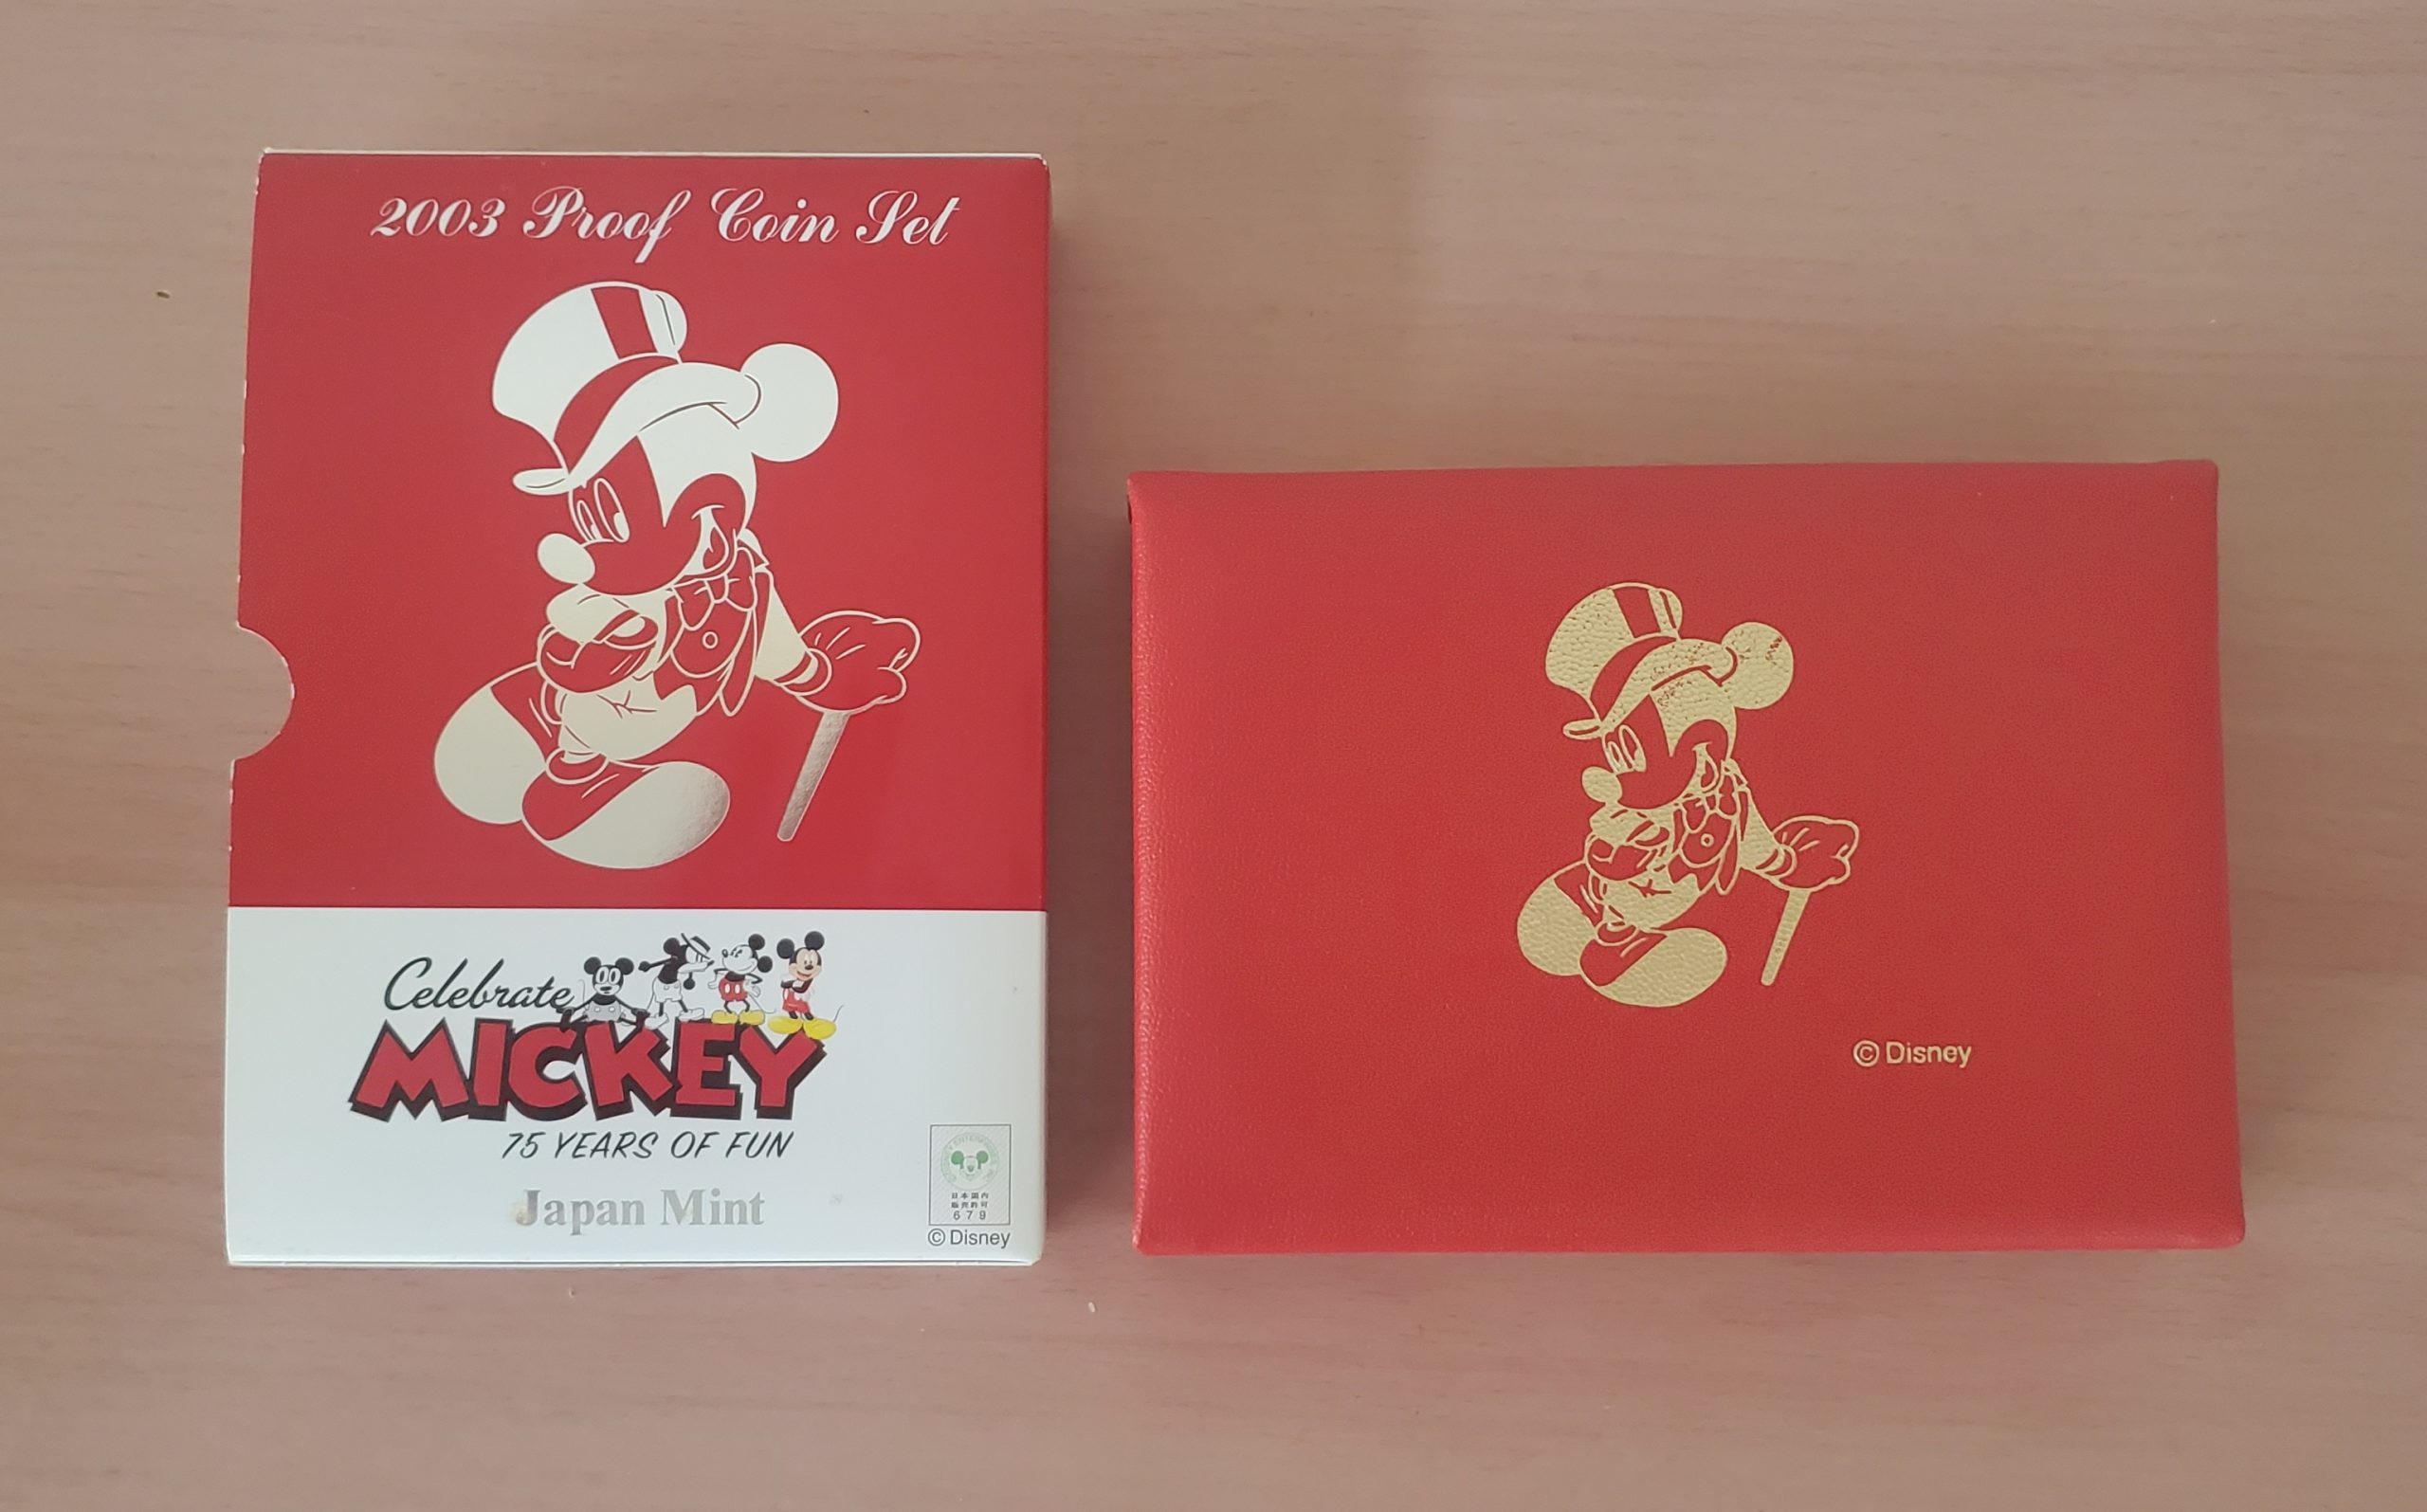 2003 Proof Coin Set
Celebrate
MICKEY
75 YEARS OF FUN
Japan Mint
日本国内
販売許可
679
© Disney
© Disney